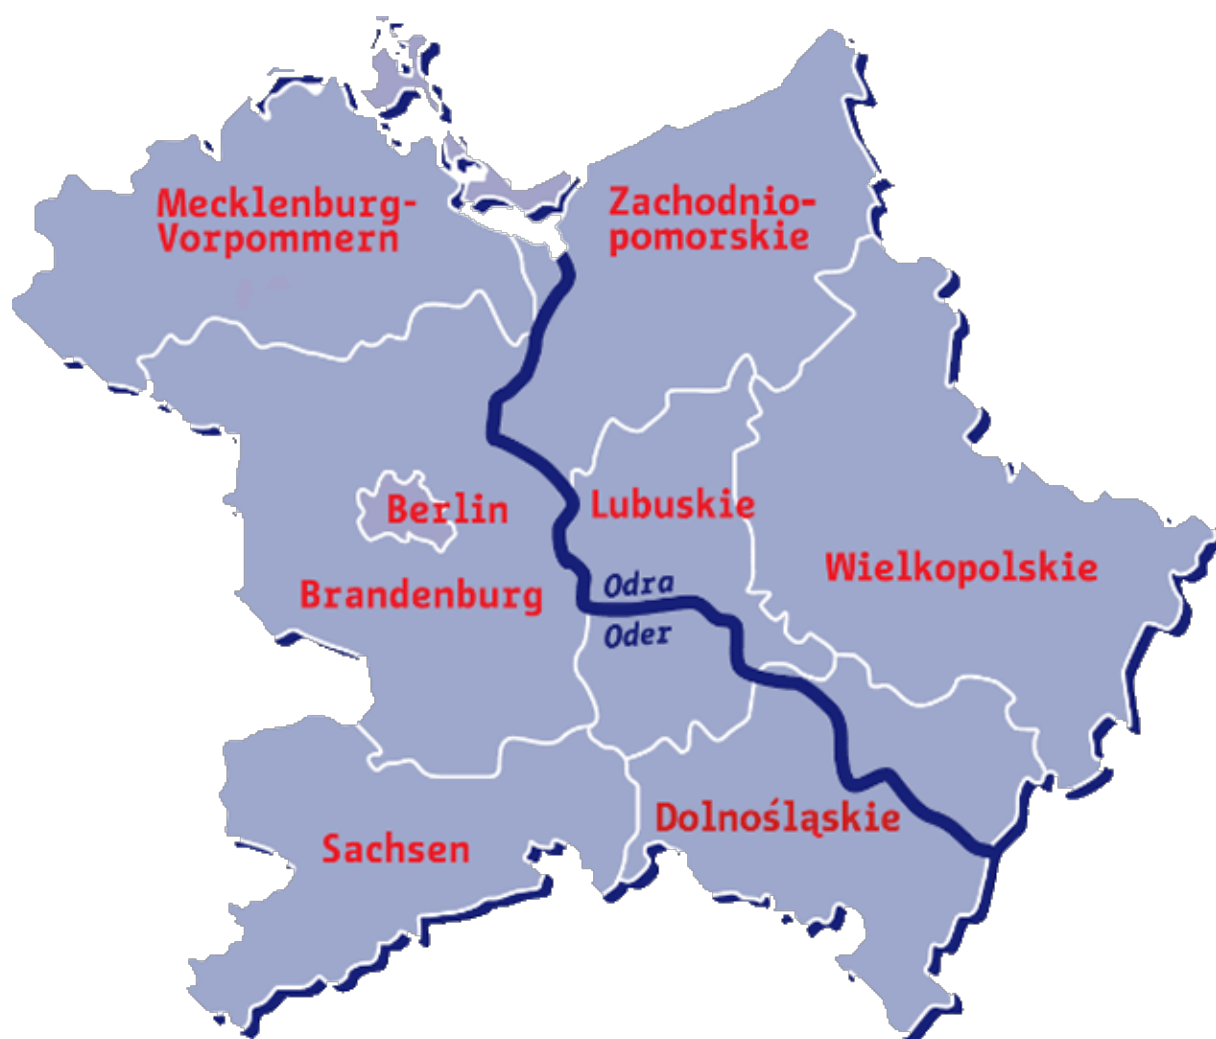 Mecklenburg-
Vorpommern
Zachodnio-
pomorskie
Berlin
Lubuskie
Brandenburg
Wielkopolskie
Odra
Oder
Sachsen
Dolnośląskie